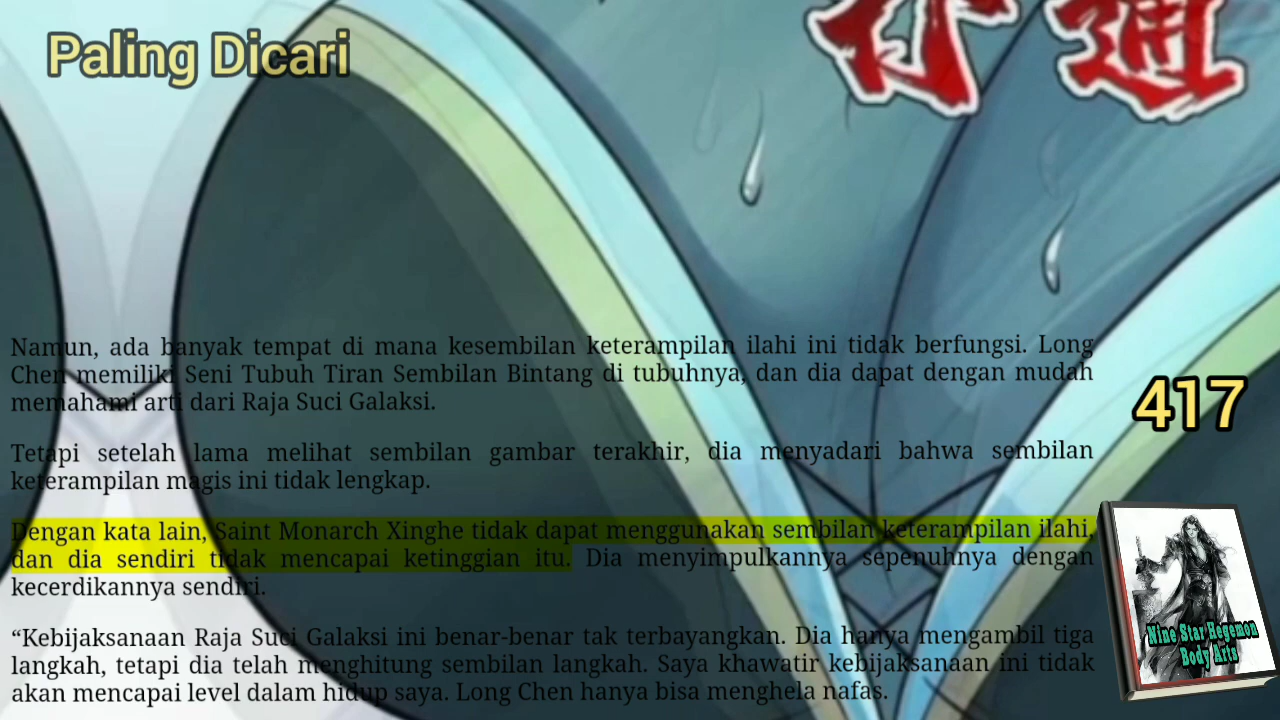 Paling Dicari
Namun, ada banyak tempat di mana kesembilan keterampilan ilahi ini tidak berfungsi. Long
Chen memiliki Seni Tubuh Tiran Sembilan Bintang di tubuhnya, dan dia dapat dengan mudah
memahami arti dari Raja Suci Galaksi.
417
Tetapi setelah lama melihat sembilan gambar terakhir, dia menyadari bahwa sembilan
keterampilan magis ini tidak lengkap.
Dengan kata lain, Saint Monarch Xinghe tidak dapat menggunakan sembilan keterampilan ilahi,
dan dia sendiri tidak mencapai ketinggian itu. Dia menyimpulkannya sepenuhnya dengan
kecerdikannya sendiri.
“Kebijaksanaan Raja Suci Galaksi ini benar-benar tak terbayangkan. Dia hanya mengambil tiga
langkah, tetapi dia telah menghitung sembilan langkah. Saya khawatir kebijaksanaan ini tidak
akan mencapai level dalam hidup saya. Long Chen hanya bisa menghela nafas.
Nine Star Hegemon
Body Arts